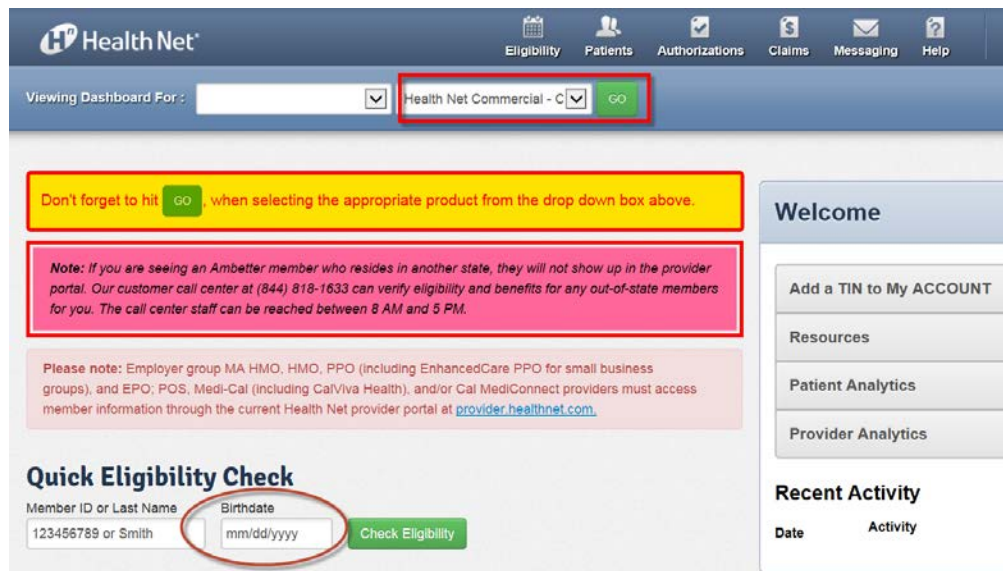 Health Net
Eligibility Patients Authorizations Claims Messaging Help
Viewing Dashboard For : Health Net Commercial - C GO
Don't forget to hit GO , when selecting the appropriate product from the drop down box above.
Note: If you are seeing an Ambetter member who resides in another state, they will not show up in the provider
portal. Our customer call center at (844) 818-1633 can verify eligibility and benefits for any out-of-state members
for you. The call center staff can be reached between 8 AM and 5 PM.
Please note: Employer group MA HMO, HMO, PPO (including EnhancedCare PPO for small business
groups), and EPO; POS, Medi-Cal (including CalViva Health), and/or Cal MediConnect providers must access
member information through the current Health Net provider portal at provider.healthnet.com.
Quick Eligibility Check
Member ID or Last Name Birthdate
123456789 or Smith mm/dd/yyyy Check Eligibility
Welcome
Add a TIN to My ACCOUNT
Resources
Patient Analytics
Provider Analytics
Recent Activity
Date Activity